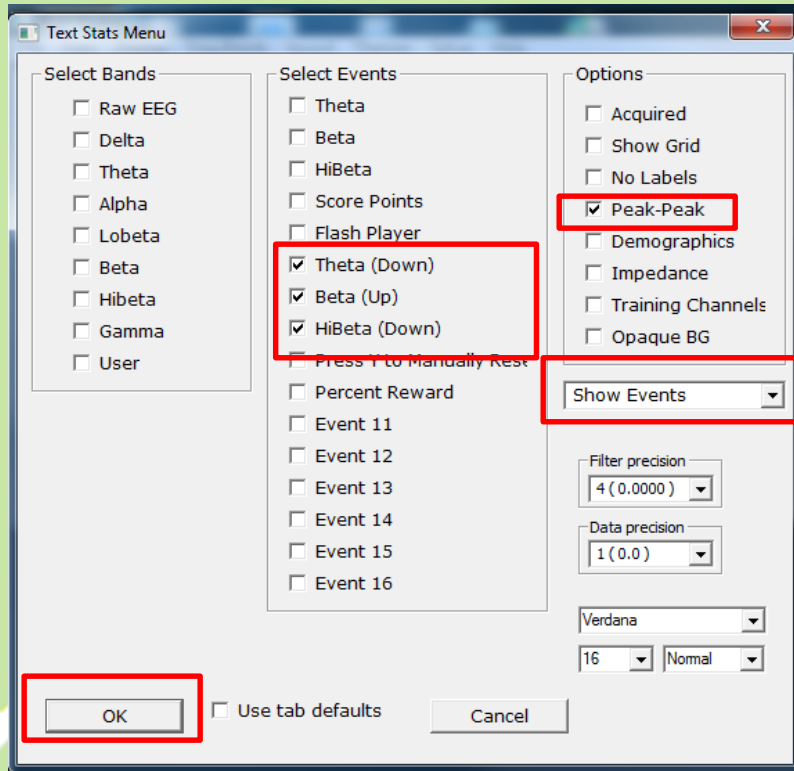 Text Stats Menu
Select Bands
Raw EEG
Delta
Theta
Alpha
Lobeta
Beta
Hibeta
Gamma
User
Select Events
Theta
Beta
HiBeta
Score Points
Flash Player
Theta (Down)
Beta (Up)
HiBeta (Down)
Press Y to Manually Rese
Percent Reward
Event 11
Event 12
Event 13
Event 14
Event 15
Event 16
Options
Acquired
Show Grid
No Labels
Peak-Peak
Demographics
Impedance
Training Channels
Opaque BG
Show Events
Filter precision
4 ( 0.0000 )
Data precision
1 ( 0.0 )
Verdana
16 Normal
OK Use tab defaults Cancel